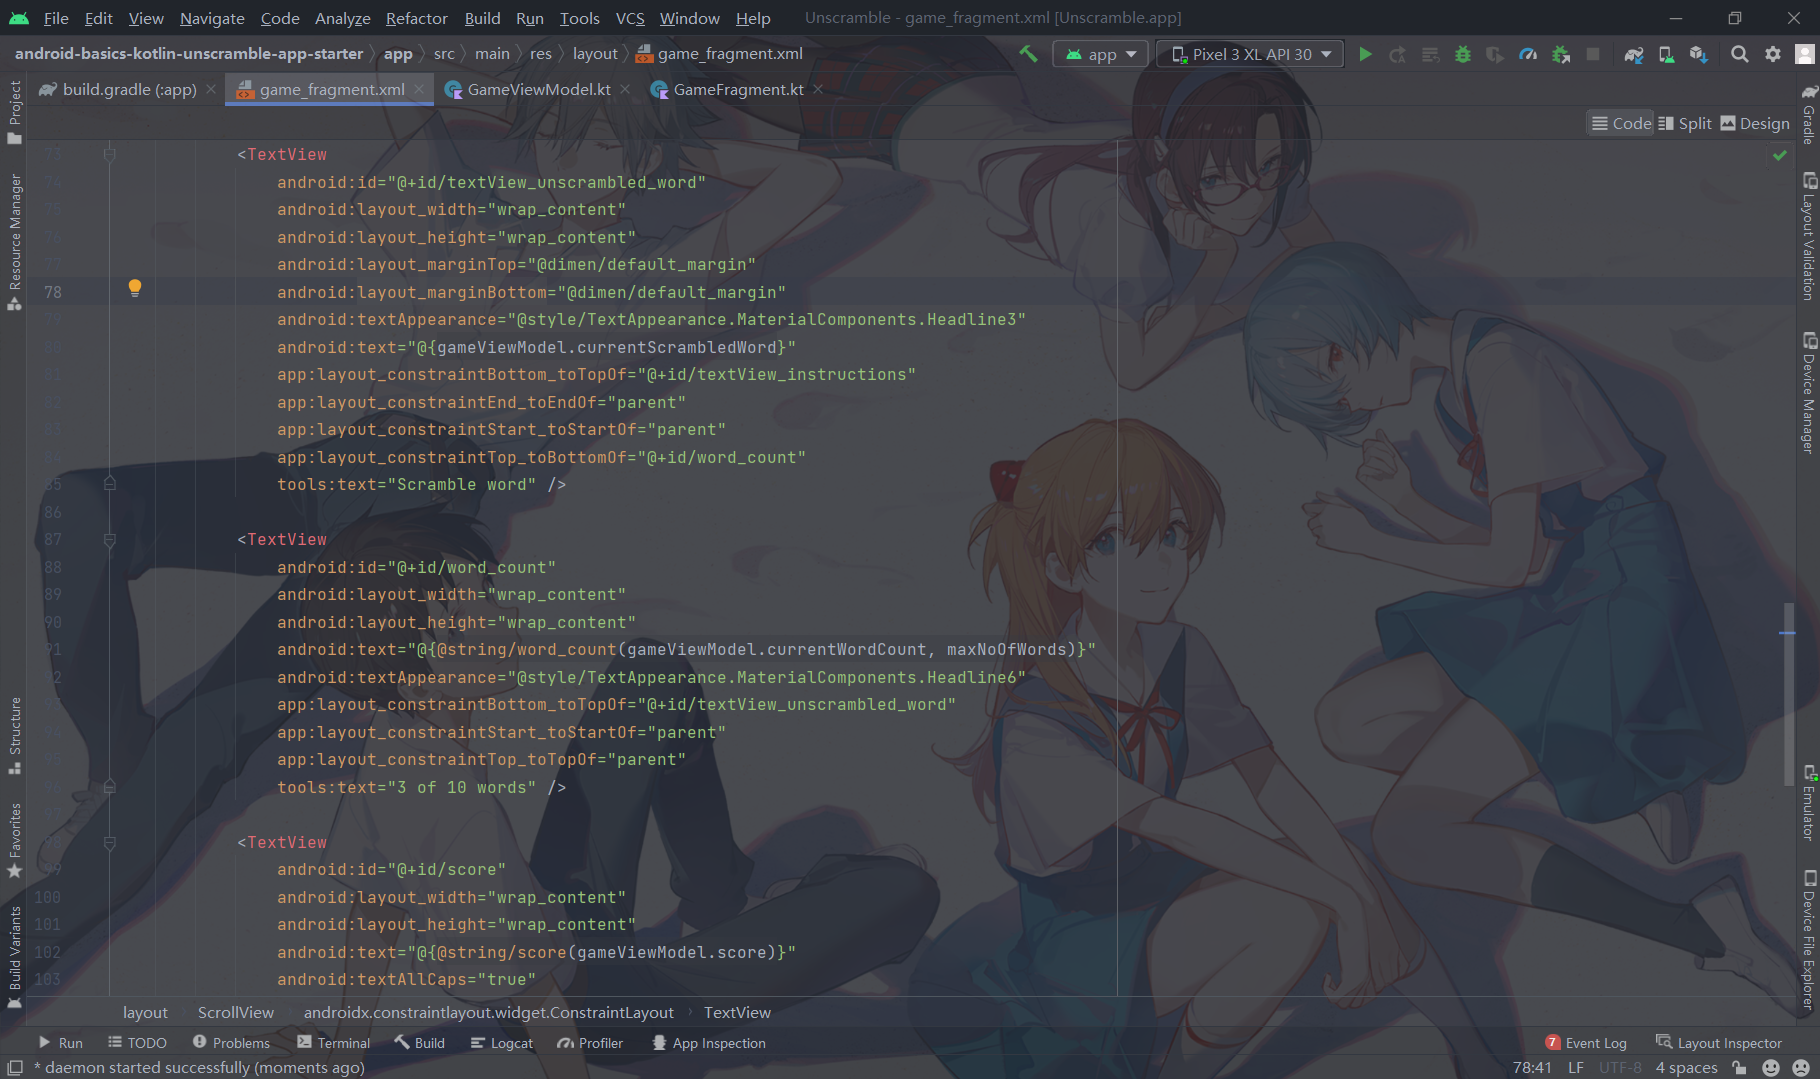 File Edit View Navigate Code Analyze Refactor Build Run Tools VCS Window Help Unscramble - game_fragment.xml [Unscramble.app]
android-basics-kotlin-unscramble-app-starter app src main res layout game_fragment.xml app Pixel 3 XL API 30
build.gradle (:app) game_fragment.xml GameViewModel.kt GameFragment.kt
Code Split Design
Project
Resource Manager
Structure
Favorites
Build Variants
73 <TextView
74 android:id="@+id/textView_unscrambled_word"
75 android:layout_width="wrap_content"
76 android:layout_height="wrap_content"
77 android:layout_marginTop="@dimen/default_margin"
78 android:layout_marginBottom="@dimen/default_margin"
79 android:textAppearance="@style/TextAppearance.MaterialComponents.Headline3"
80 android:text="@{gameViewModel.currentScrambledWord}"
81 app:layout_constraintBottom_toTopOf="@+id/textView_instructions"
82 app:layout_constraintEnd_toEndOf="parent"
83 app:layout_constraintStart_toStartOf="parent"
84 app:layout_constraintTop_toBottomOf="@+id/word_count"
85 tools:text="Scramble word" />
86
87 <TextView
88 android:id="@+id/word_count"
89 android:layout_width="wrap_content"
90 android:layout_height="wrap_content"
91 android:text="@{@string/word_count(gameViewModel.currentWordCount, maxNoOfWords)}"
92 android:textAppearance="@style/TextAppearance.MaterialComponents.Headline6"
93 app:layout_constraintBottom_toTopOf="@+id/textView_unscrambled_word"
94 app:layout_constraintStart_toStartOf="parent"
95 app:layout_constraintTop_toTopOf="parent"
96 tools:text="3 of 10 words" />
97
98 <TextView
99 android:id="@+id/score"
100 android:layout_width="wrap_content"
101 android:layout_height="wrap_content"
102 android:text="@{@string/score(gameViewModel.score)}"
103 android:textAllCaps="true"
Gradle
Layout Validation
Device Manager
Emulator
Device File Explorer
layout ScrollView androidx.constraintlayout.widget.ConstraintLayout TextView
Run TODO Problems Terminal Build Logcat Profiler App Inspection 7 Event Log Layout Inspector
* daemon started successfully (moments ago) 78:41 LF UTF-8 4 spaces